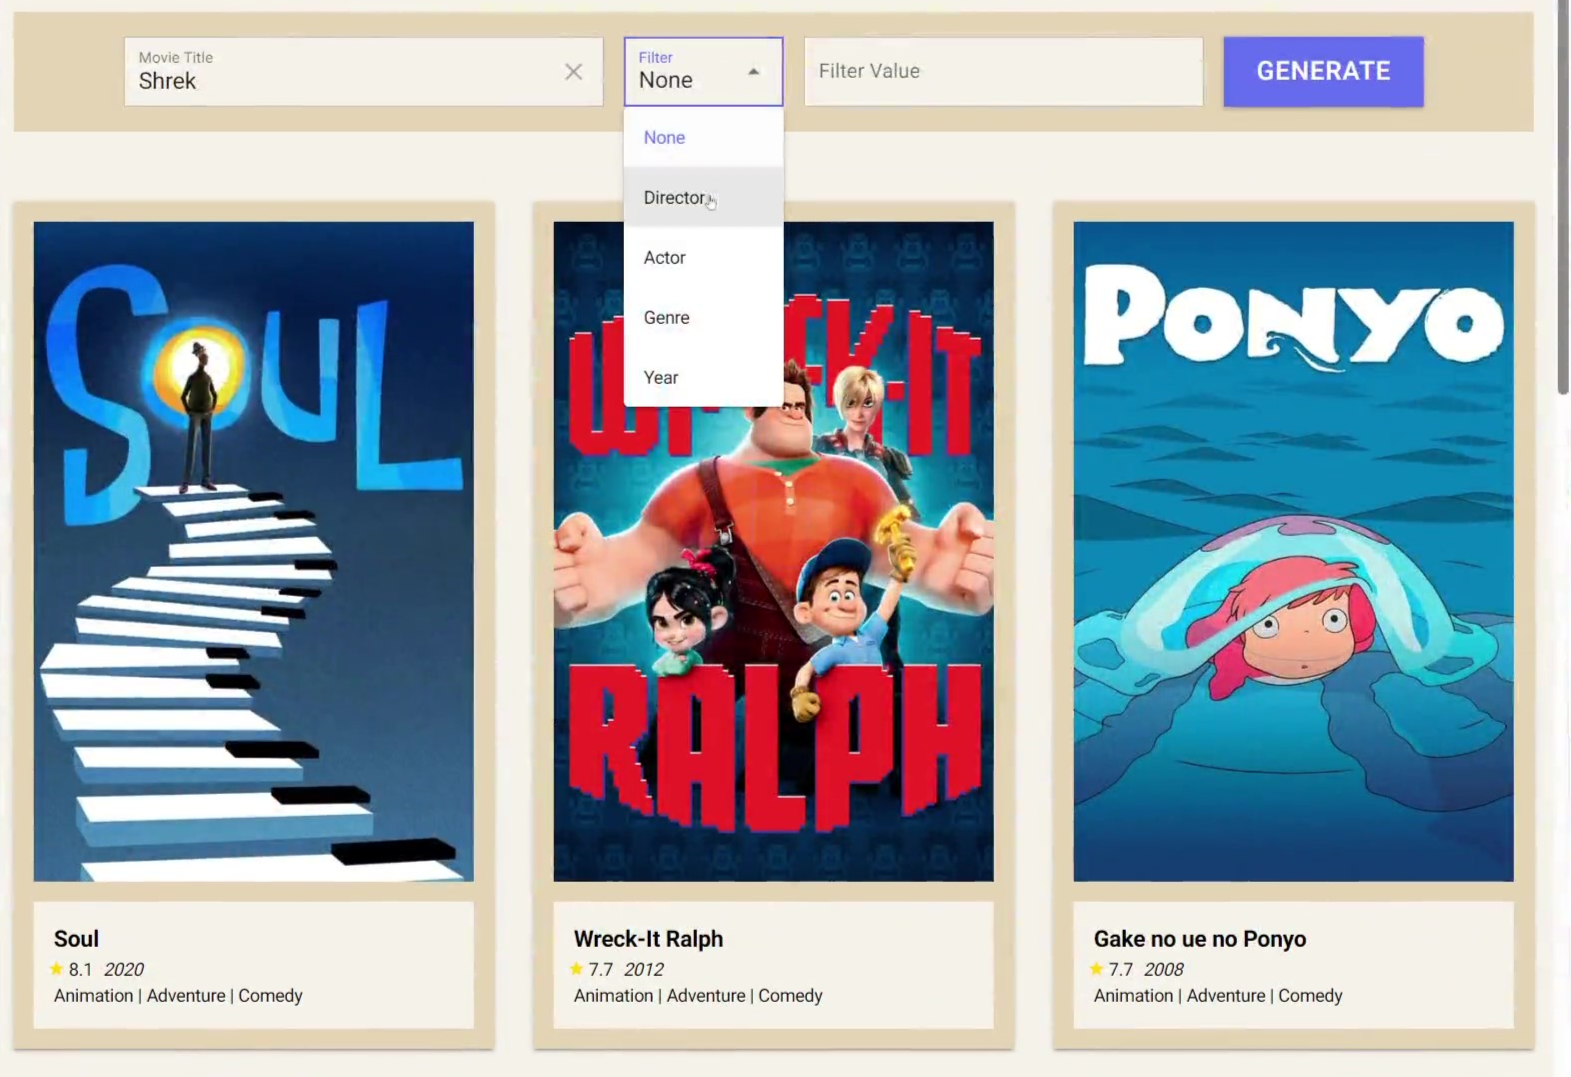 Movie Title
Shrek
Filter
None
Filter Value
GENERATE
None
Director
Actor
Genre
Year
SOUL
WRECK-IT
RALPH
PONYO
Soul
8.1 2020
Animation | Adventure | Comedy
Wreck-It Ralph
7.7 2012
Animation | Adventure | Comedy
Gake no ue no Ponyo
7.7 2008
Animation | Adventure | Comedy